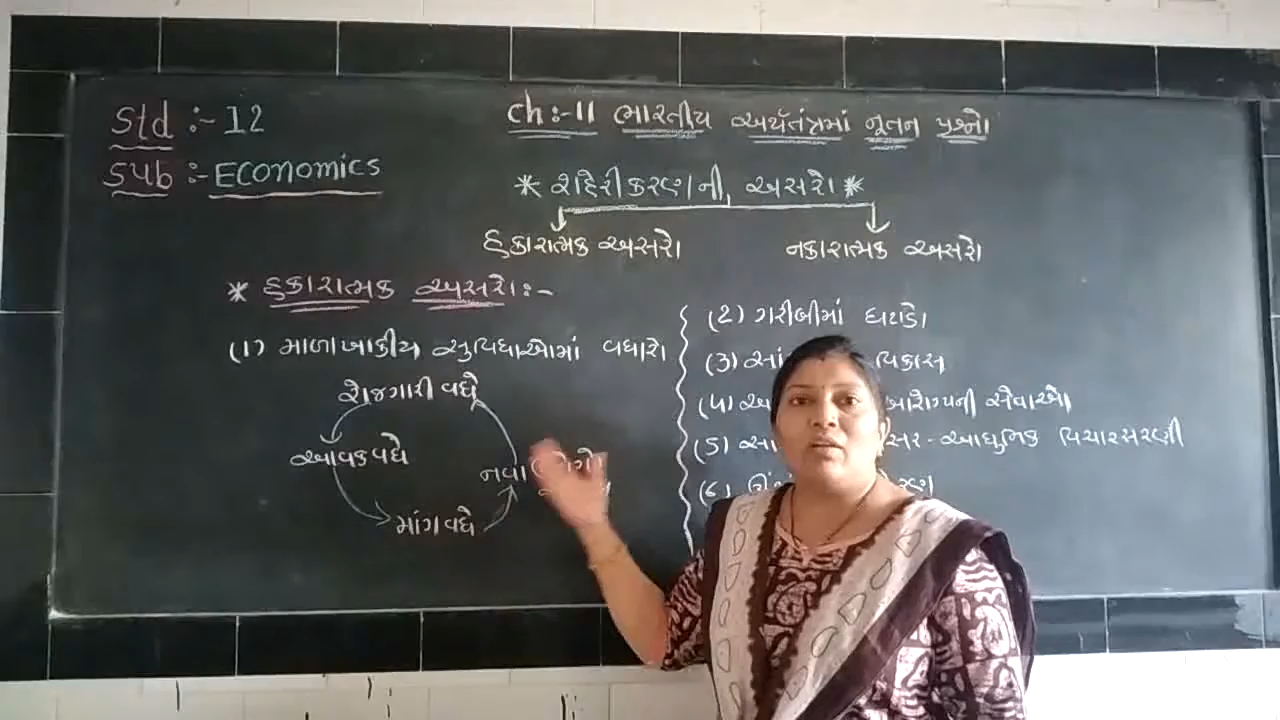 Std :- 12
Sub :- Economics
Ch :- 11 ભારતીય અર્થતંત્રમાં નૂતન પ્રશ્નો
* શહેરીકરણની અસરો *
હકારાત્મક અસરો
નકારાત્મક અસરો
* હકારાત્મક અસરો :-
(1) માળખાકીય સુવિધાઓમાં વધારો
રોજગારી વધે
આવક વધે
માંગ વધે
નવા
(2) ગરીબીમાં ઘટાડો
(3) વિકાસ
(4) આરોગ્યની સેવાઓ
(5) આધુનિક વિચારસરણી
(6)